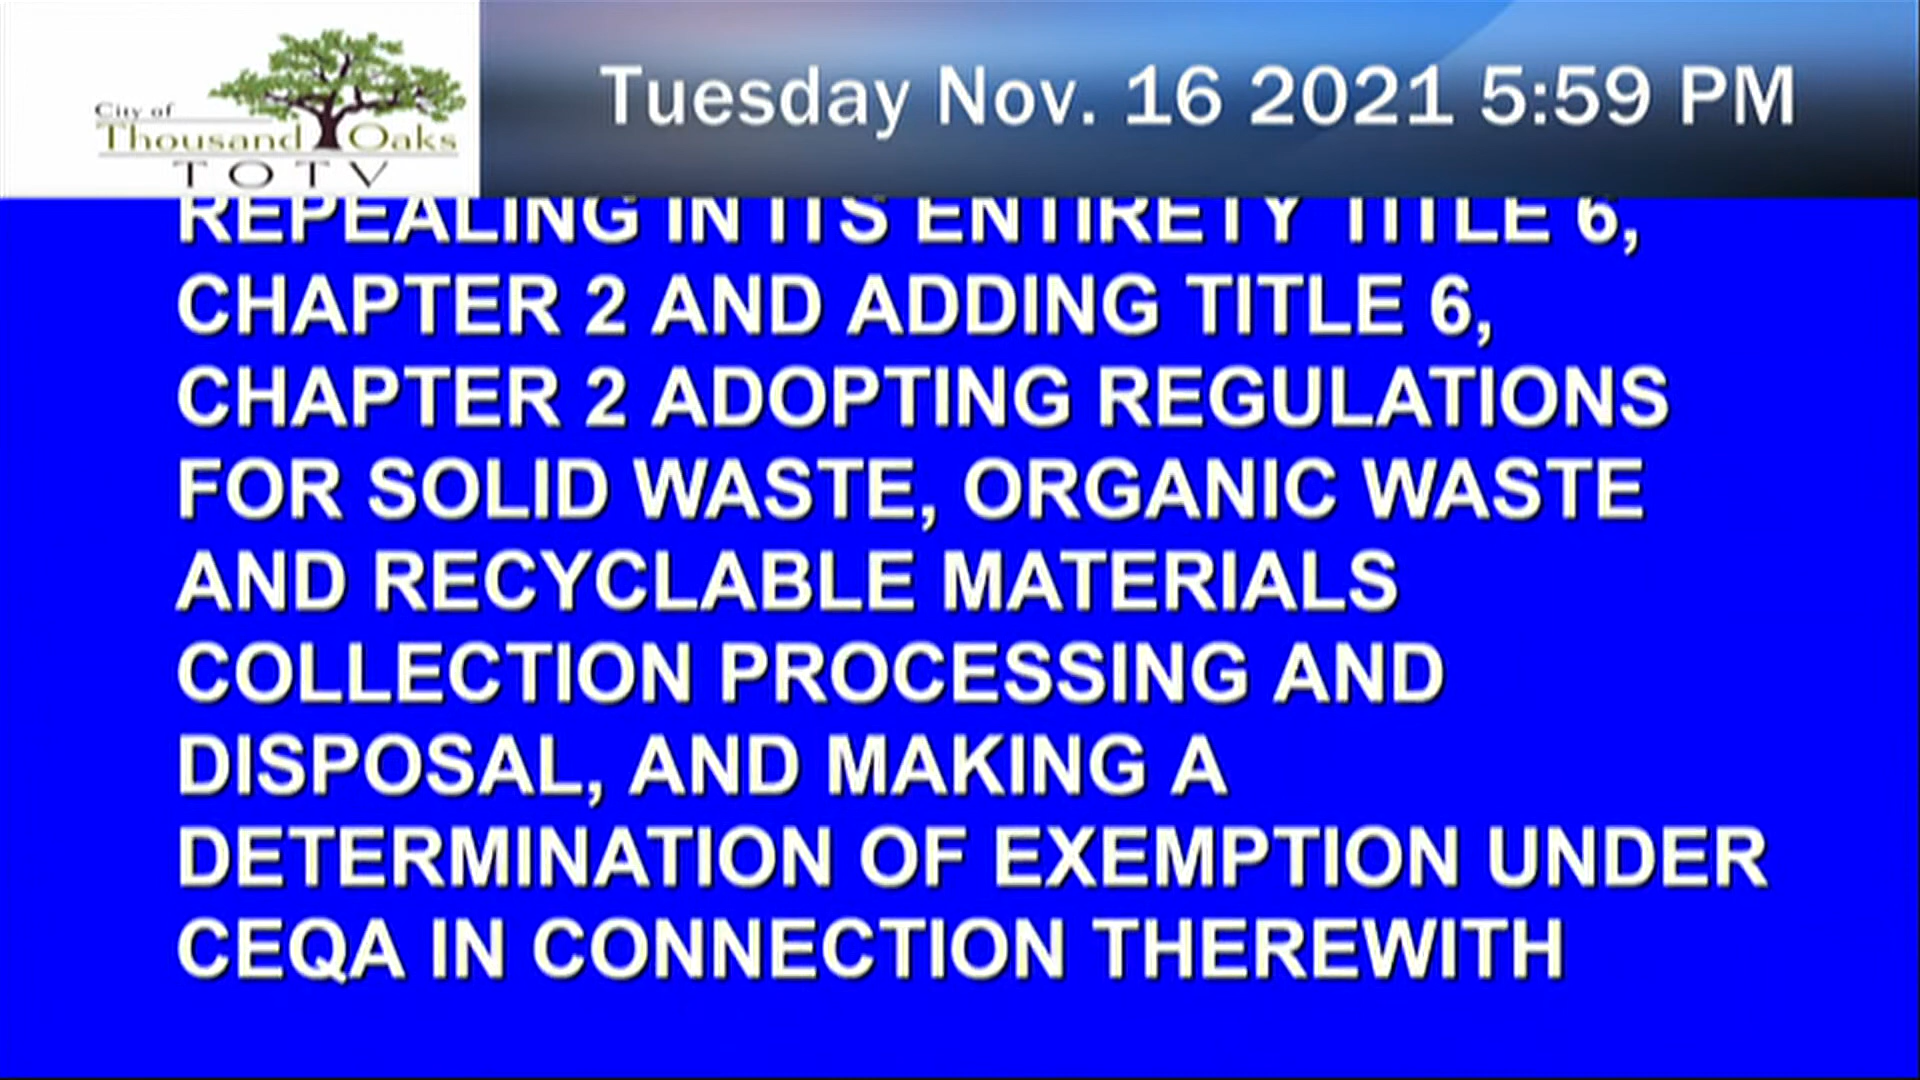 City of
Thousand Oaks
TOTV
Tuesday Nov. 16 2021 5:59 PM
REPEALING IN ITS ENTIRETY TITLE 6,
CHAPTER 2 AND ADDING TITLE 6,
CHAPTER 2 ADOPTING REGULATIONS
FOR SOLID WASTE, ORGANIC WASTE
AND RECYCLABLE MATERIALS
COLLECTION PROCESSING AND
DISPOSAL, AND MAKING A
DETERMINATION OF EXEMPTION UNDER
CEQA IN CONNECTION THEREWITH